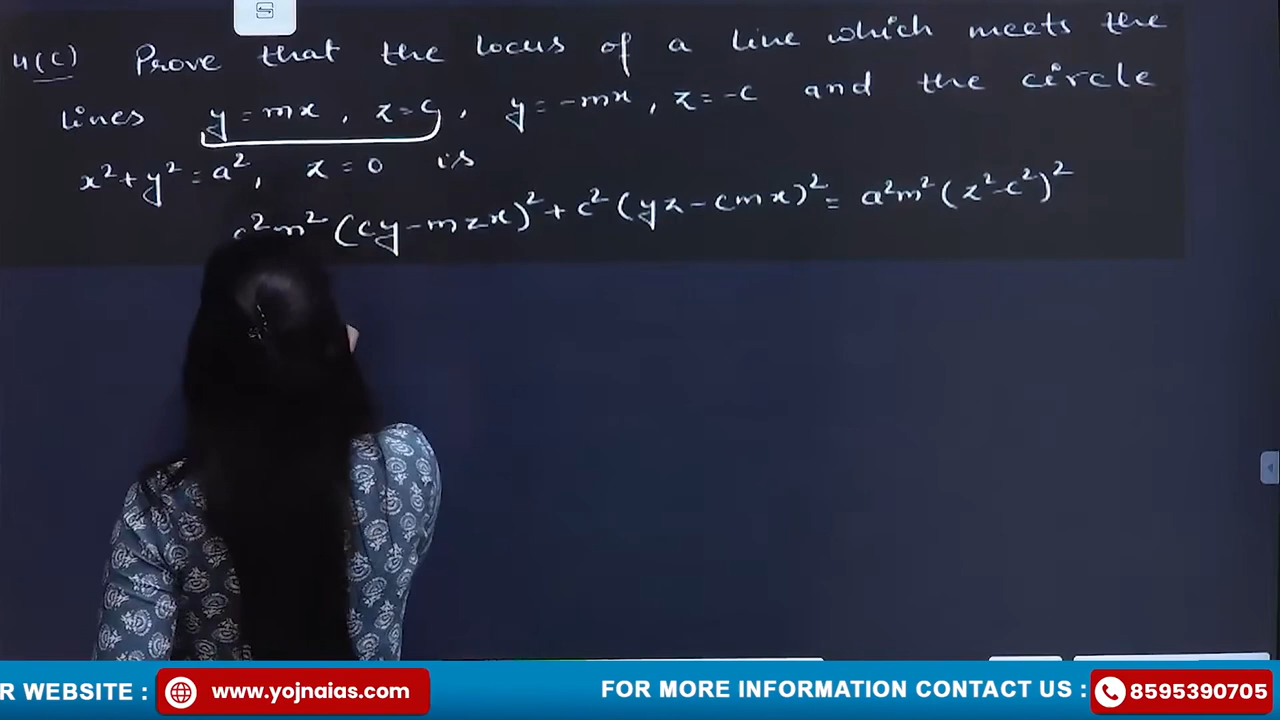 4(c) Prove that the locus of a line which meets the
lines y = mx, z = c, y = -mx, z = -c and the circle
x² + y² = a², z = 0 is
c²m² (cy - mzx)² + c² (yz - cmx)² = a²m² (z² - c²)²
R WEBSITE : www.yojnaias.com FOR MORE INFORMATION CONTACT US : 8595390705